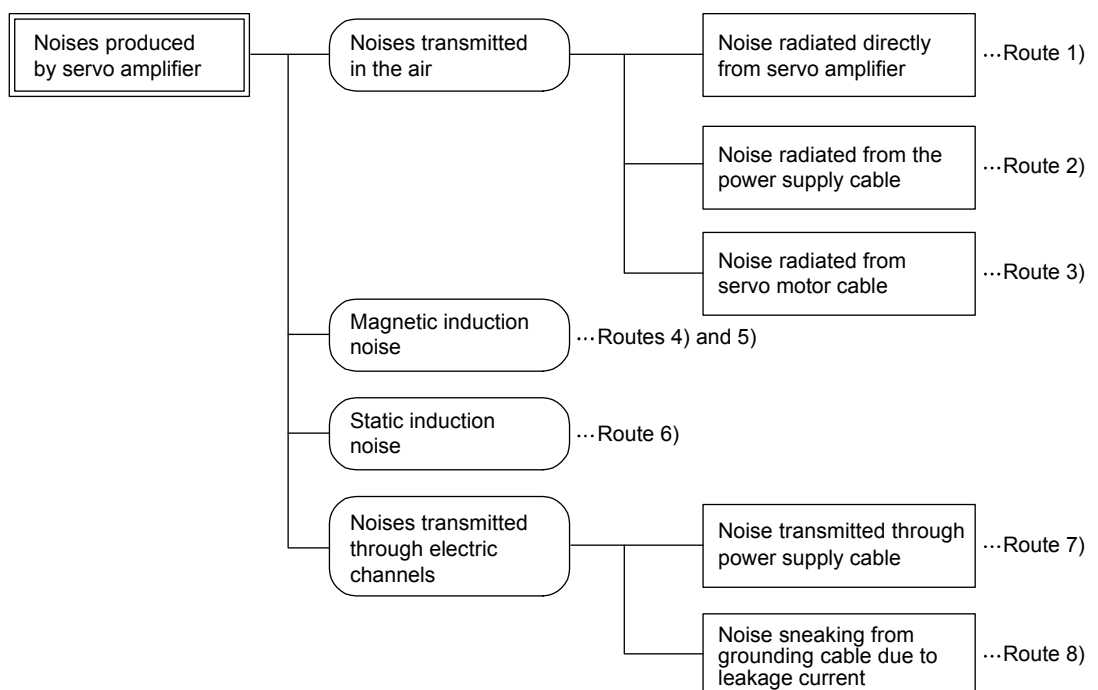 Noises produced
by servo amplifier
Noises transmitted
in the air
Noise radiated directly
from servo amplifier
...Route 1)
Noise radiated from the
power supply cable
...Route 2)
Noise radiated from
servo motor cable
...Route 3)
Magnetic induction
noise
...Routes 4) and 5)
Static induction
noise
...Route 6)
Noises transmitted
through electric
channels
Noise transmitted through
power supply cable
...Route 7)
Noise sneaking from
grounding cable due to
leakage current
...Route 8)